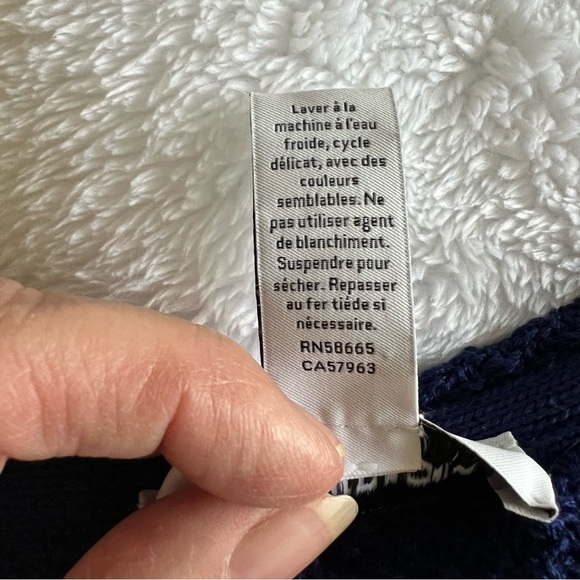 Laver à la
machine à l'eau
froide, cycle
délicat, avec des
couleurs
semblables. Ne
pas utiliser agent
de blanchiment.
Suspendre pour
sécher. Repasser
au fer tiéde si
nécessaire.
RN58665
CA57963